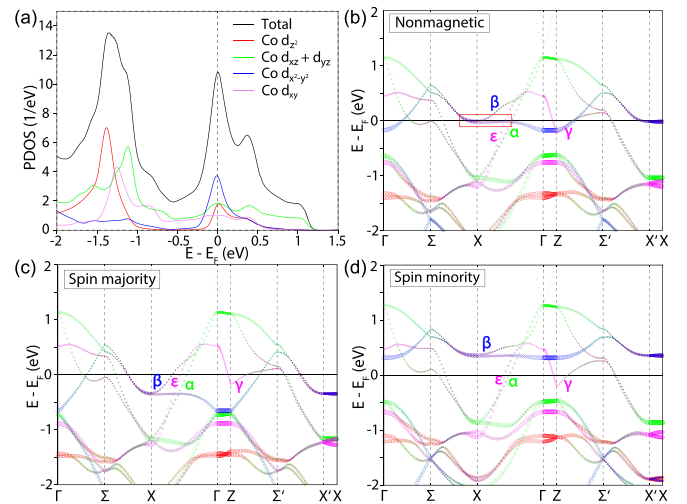 (a)
PDOS (1/eV)
14
12
10
8
6
4
2
0
-2 -1.5 -1 -0.5 0 0.5 1 1.5
E - E_F (eV)
Total
Co d_z²
Co d_xz + d_yz
Co d_x²-y²
Co d_xy
(b)
Nonmagnetic
E - E_F (eV)
1
0
-1
-2
β
ε α γ
Γ Σ X Γ Z Σ' X' X
(c)
Spin majority
E - E_F (eV)
2
1
0
-1
-2
β ε α γ
Γ Σ X Γ Z Σ' X' X
(d)
Spin minority
E - E_F (eV)
2
1
0
-1
-2
β
ε α γ
Γ Σ X Γ Z Σ' X' X